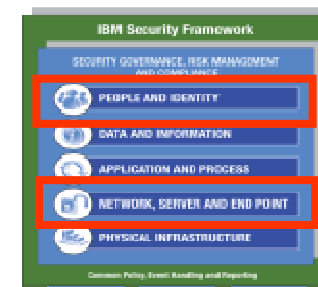 IBM Security Framework
SECURITY GOVERNANCE, RISK MANAGEMENT
AND COMPLIANCE
PEOPLE AND IDENTITY
DATA AND INFORMATION
APPLICATION AND PROCESS
NETWORK, SERVER AND END POINT
PHYSICAL INFRASTRUCTURE
Common Policy, Event Handling and Reporting